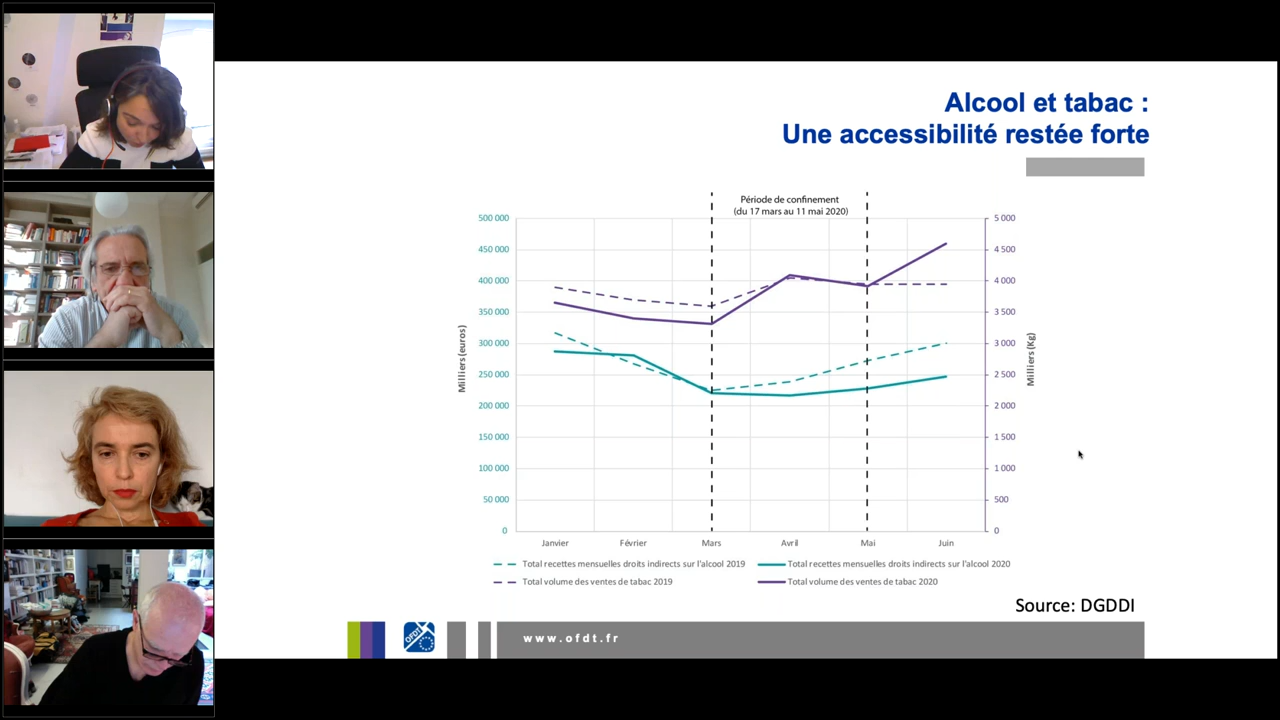 Alcool et tabac :
Une accessibilité restée forte
Période de confinement
(du 17 mars au 11 mai 2020)
500 000
450 000
400 000
350 000
300 000
250 000
200 000
150 000
100 000
50 000
0
Milliers (euros)
5 000
4 500
4 000
3 500
3 000
2 500
2 000
1 500
1 000
500
0
Milliers (Kg)
Janvier Février Mars Avril Mai Juin
Total recettes mensuelles droits indirects sur l'alcool 2019 Total recettes mensuelles droits indirects sur l'alcool 2020
Total volume des ventes de tabac 2019 Total volume des ventes de tabac 2020
Source: DGDDI
OFDT
www.ofdt.fr